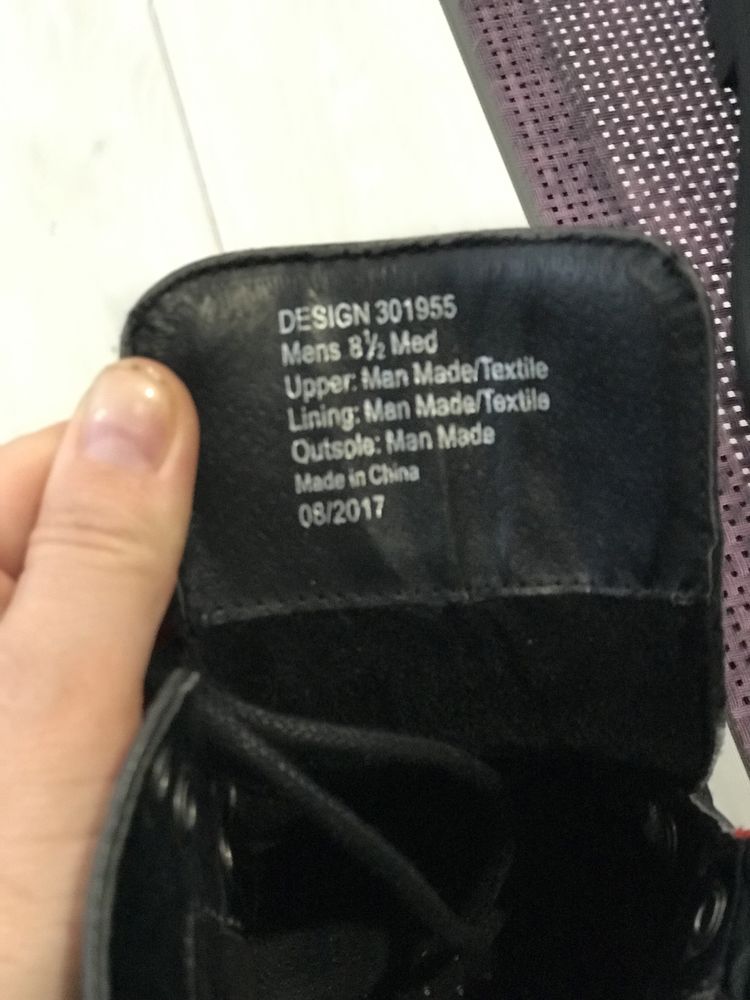 DESIGN 301955
Mens 8½ Med
Upper: Man Made/Textile
Lining: Man Made/Textile
Outsole: Man Made
Made in China
08/2017